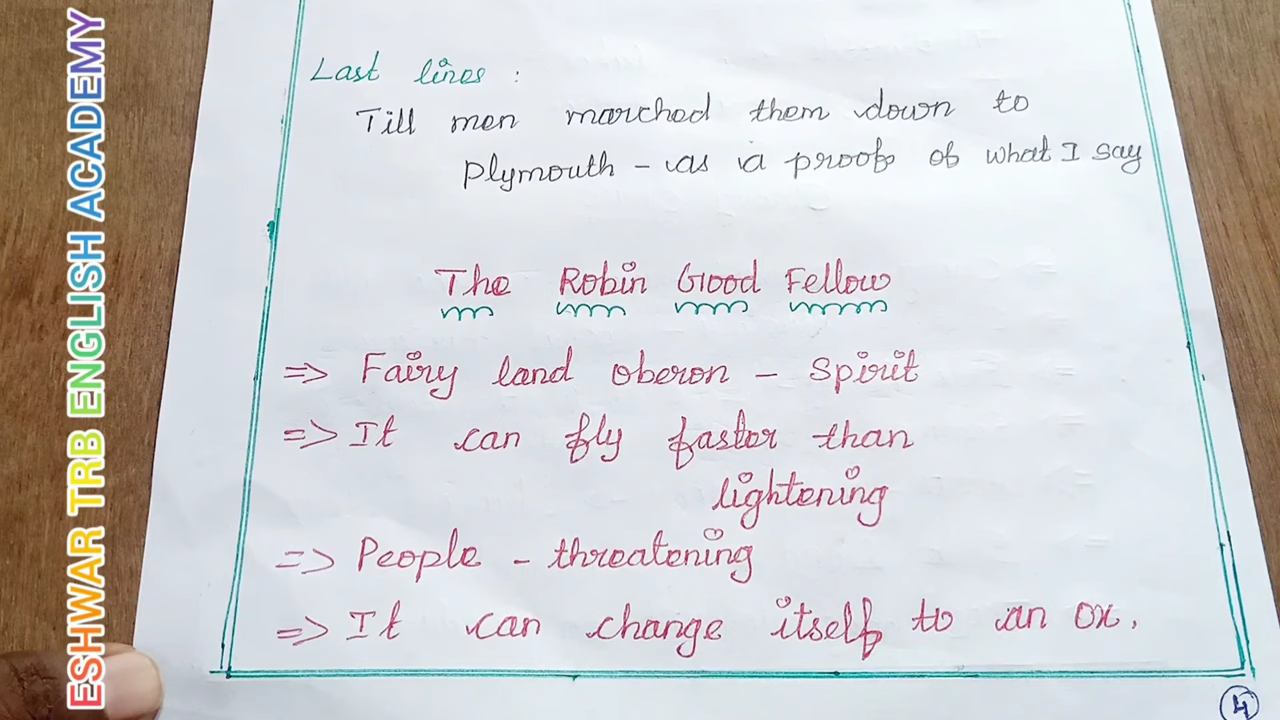 ESHWAR TRB ENGLISH ACADEMY
Last lines :
Till men marched them down to
Plymouth - as a proof of what I say
The Robin Good Fellow
=> Fairy land oberon - Spirit
=> It can fly faster than
lightening
=> People - threatening
=> It can change itself to an ox.
4